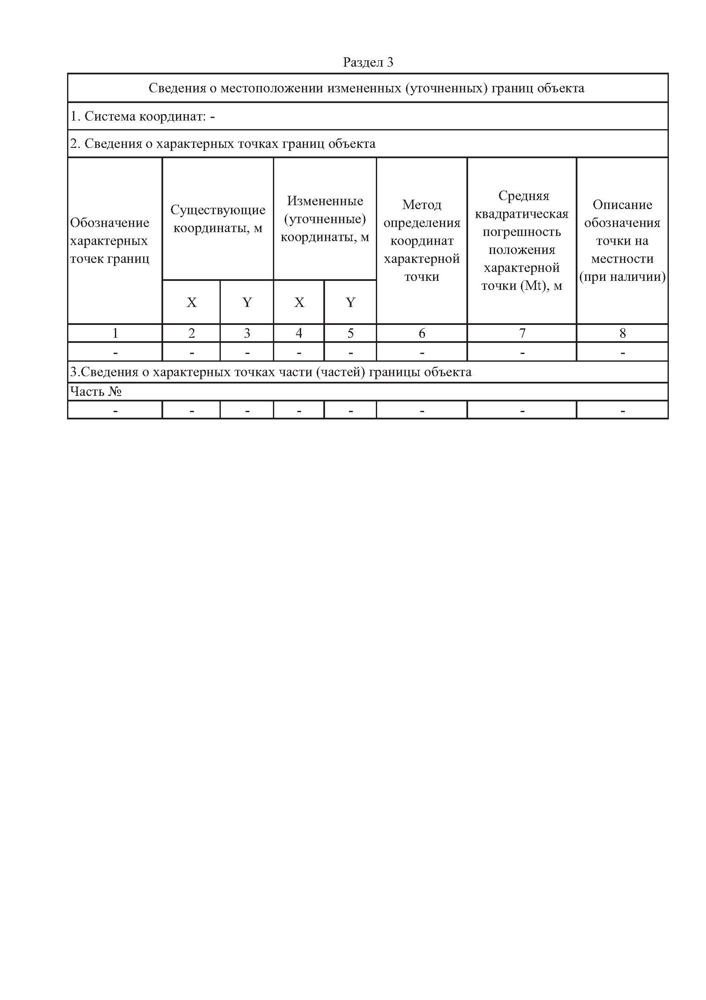 Раздел 3
Сведения о местоположении измененных (уточненных) границ объекта
1. Система координат: -
2. Сведения о характерных точках границ объекта
Обозначение
характерных
точек границ
Существующие
координаты, м
Измененные
(уточненные)
координаты, м
Метод
определения
координат
характерной
точки
Средняя
квадратическая
погрешность
положения
характерной
точки (Mt), м
Описание
обозначения
точки на
местности
(при наличии)
X Y X Y
1 2 3 4 5 6 7 8
- - - - - - - -
3.Сведения о характерных точках части (частей) границы объекта
Часть №
- - - - - - - -